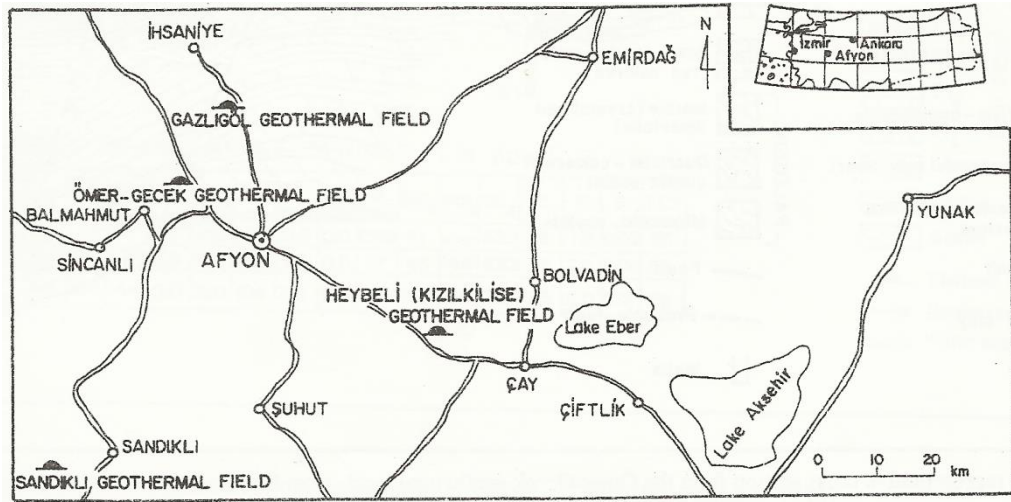 İHSANİYE
N
EMİRDAĞ
İzmir
Ankara
Afyon
GAZLIGÖL GEOTHERMAL FIELD
ÖMER-GECEK GEOTHERMAL FIELD
BALMAHMUT
SİNCANLI
AFYON
YUNAK
BOLVADİN
HEYBELİ (KIZILKİLİSE)
GEOTHERMAL FIELD
Lake Eber
ÇAY
ÇİFTLİK
Lake Akşehir
ŞUHUT
SANDIKLI
SANDIKLI GEOTHERMAL FIELD
0 10 20
km